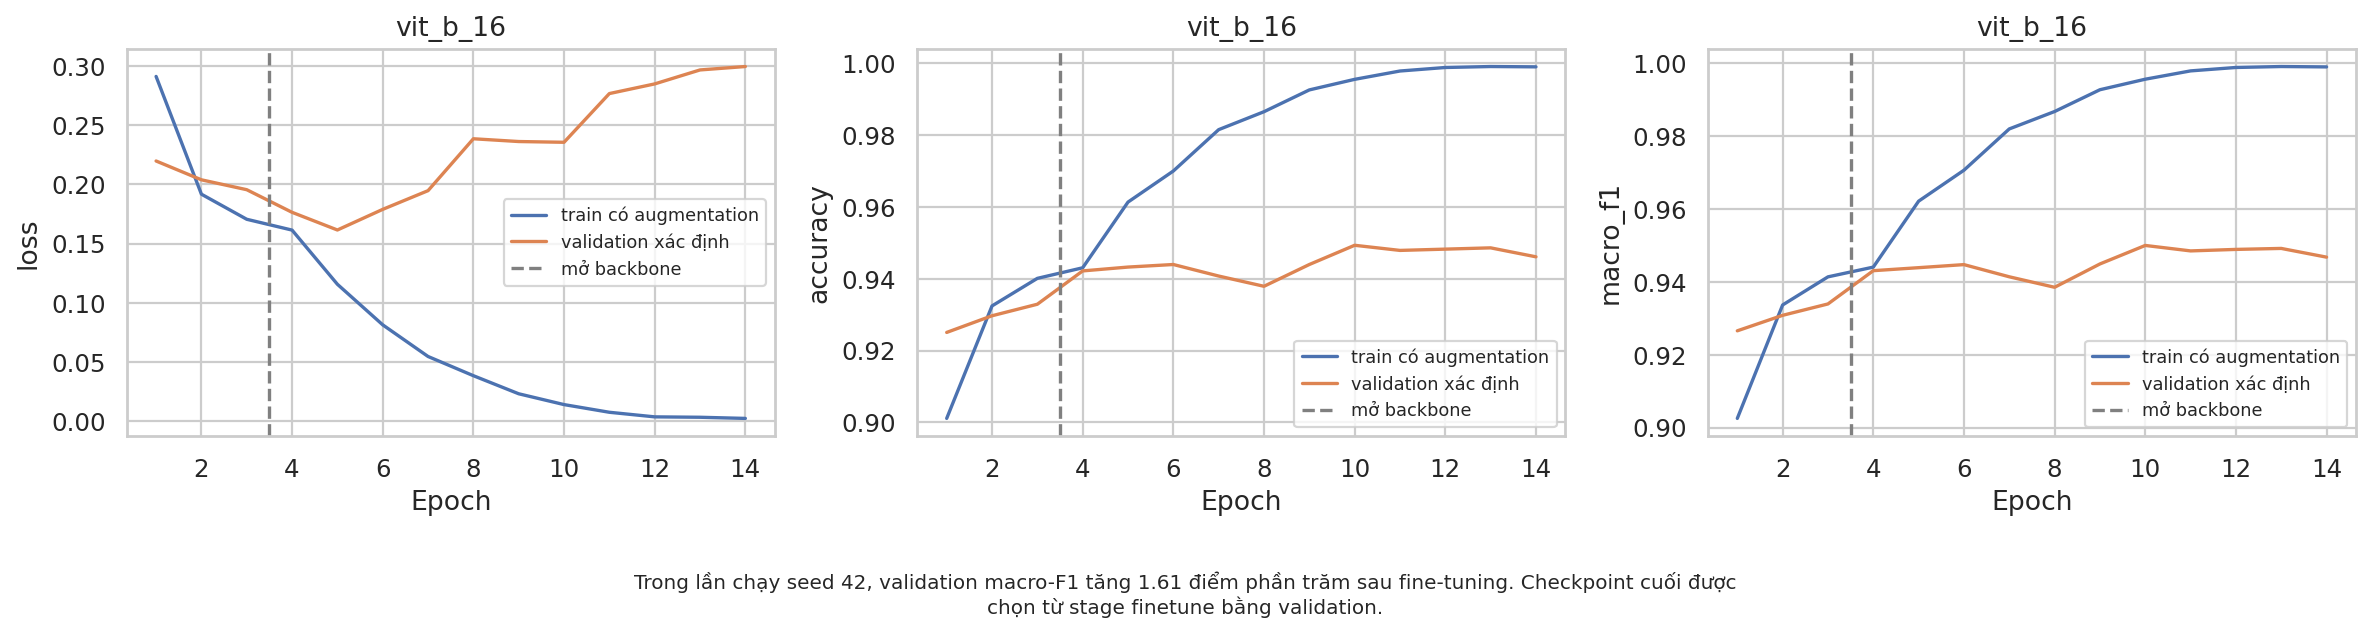 vit_b_16
0.30
0.25
0.20
0.15
0.10
0.05
0.00
loss
train có augmentation
validation xác định
mở backbone
2 4 6 8 10 12 14
Epoch
vit_b_16
1.00
0.98
0.96
0.94
0.92
0.90
accuracy
train có augmentation
validation xác định
mở backbone
2 4 6 8 10 12 14
Epoch
vit_b_16
1.00
0.98
0.96
0.94
0.92
0.90
macro_f1
train có augmentation
validation xác định
mở backbone
2 4 6 8 10 12 14
Epoch
Trong lần chạy seed 42, validation macro-F1 tăng 1.61 điểm phần trăm sau fine-tuning. Checkpoint cuối được
chọn từ stage finetune bằng validation.